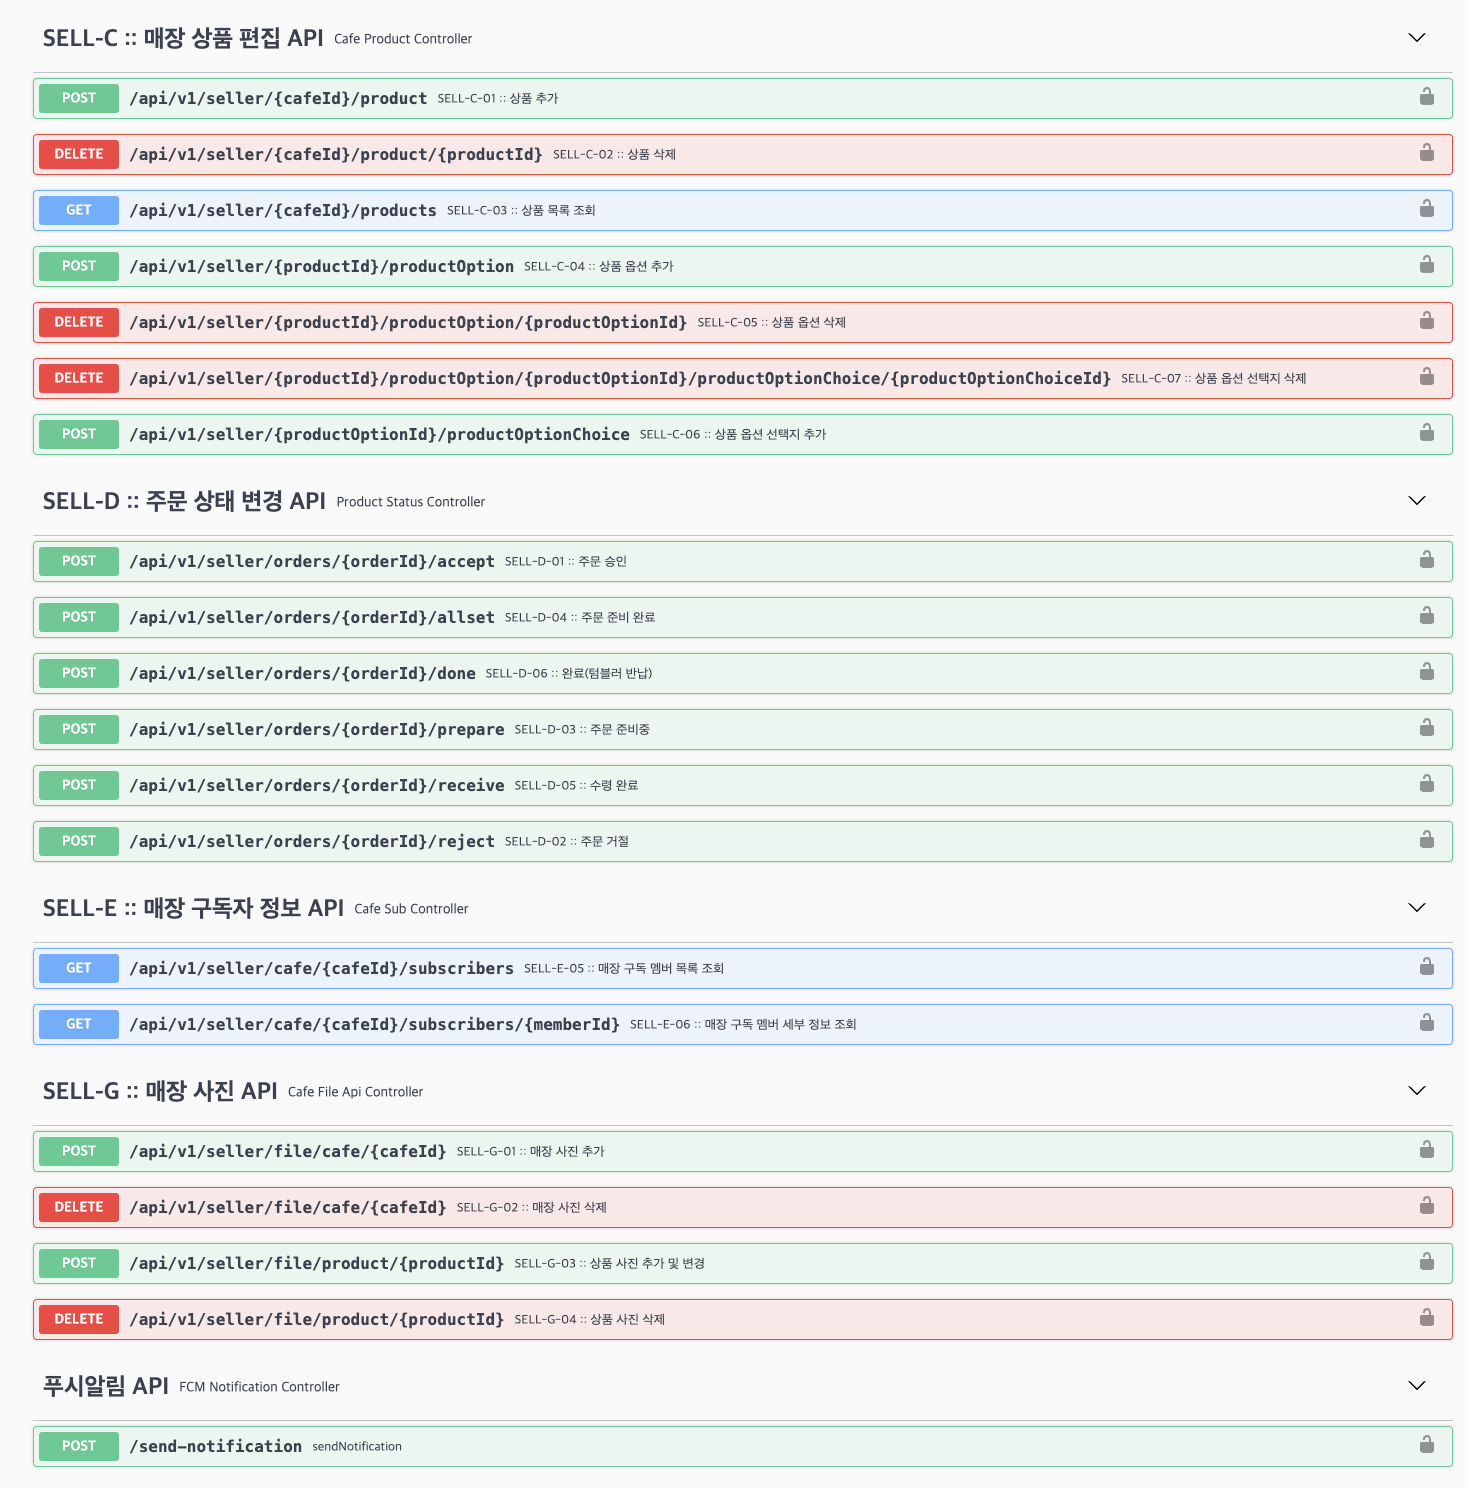 SELL-C :: 매장 상품 편집 API Cafe Product Controller
POST /api/v1/seller/{cafeId}/product SELL-C-01 :: 상품 추가
DELETE /api/v1/seller/{cafeId}/product/{productId} SELL-C-02 :: 상품 삭제
GET /api/v1/seller/{cafeId}/products SELL-C-03 :: 상품 목록 조회
POST /api/v1/seller/{productId}/productOption SELL-C-04 :: 상품 옵션 추가
DELETE /api/v1/seller/{productId}/productOption/{productOptionId} SELL-C-05 :: 상품 옵션 삭제
DELETE /api/v1/seller/{productId}/productOption/{productOptionId}/productOptionChoice/{productOptionChoiceId} SELL-C-07 :: 상품 옵션 선택지 삭제
POST /api/v1/seller/{productOptionId}/productOptionChoice SELL-C-06 :: 상품 옵션 선택지 추가
SELL-D :: 주문 상태 변경 API Product Status Controller
POST /api/v1/seller/orders/{orderId}/accept SELL-D-01 :: 주문 승인
POST /api/v1/seller/orders/{orderId}/allset SELL-D-04 :: 주문 준비 완료
POST /api/v1/seller/orders/{orderId}/done SELL-D-06 :: 완료(텀블러 반납)
POST /api/v1/seller/orders/{orderId}/prepare SELL-D-03 :: 주문 준비중
POST /api/v1/seller/orders/{orderId}/receive SELL-D-05 :: 수령 완료
POST /api/v1/seller/orders/{orderId}/reject SELL-D-02 :: 주문 거절
SELL-E :: 매장 구독자 정보 API Cafe Sub Controller
GET /api/v1/seller/cafe/{cafeId}/subscribers SELL-E-05 :: 매장 구독 멤버 목록 조회
GET /api/v1/seller/cafe/{cafeId}/subscribers/{memberId} SELL-E-06 :: 매장 구독 멤버 세부 정보 조회
SELL-G :: 매장 사진 API Cafe File Api Controller
POST /api/v1/seller/file/cafe/{cafeId} SELL-G-01 :: 매장 사진 추가
DELETE /api/v1/seller/file/cafe/{cafeId} SELL-G-02 :: 매장 사진 삭제
POST /api/v1/seller/file/product/{productId} SELL-G-03 :: 상품 사진 추가 및 변경
DELETE /api/v1/seller/file/product/{productId} SELL-G-04 :: 상품 사진 삭제
푸시알림 API FCM Notification Controller
POST /send-notification sendNotification